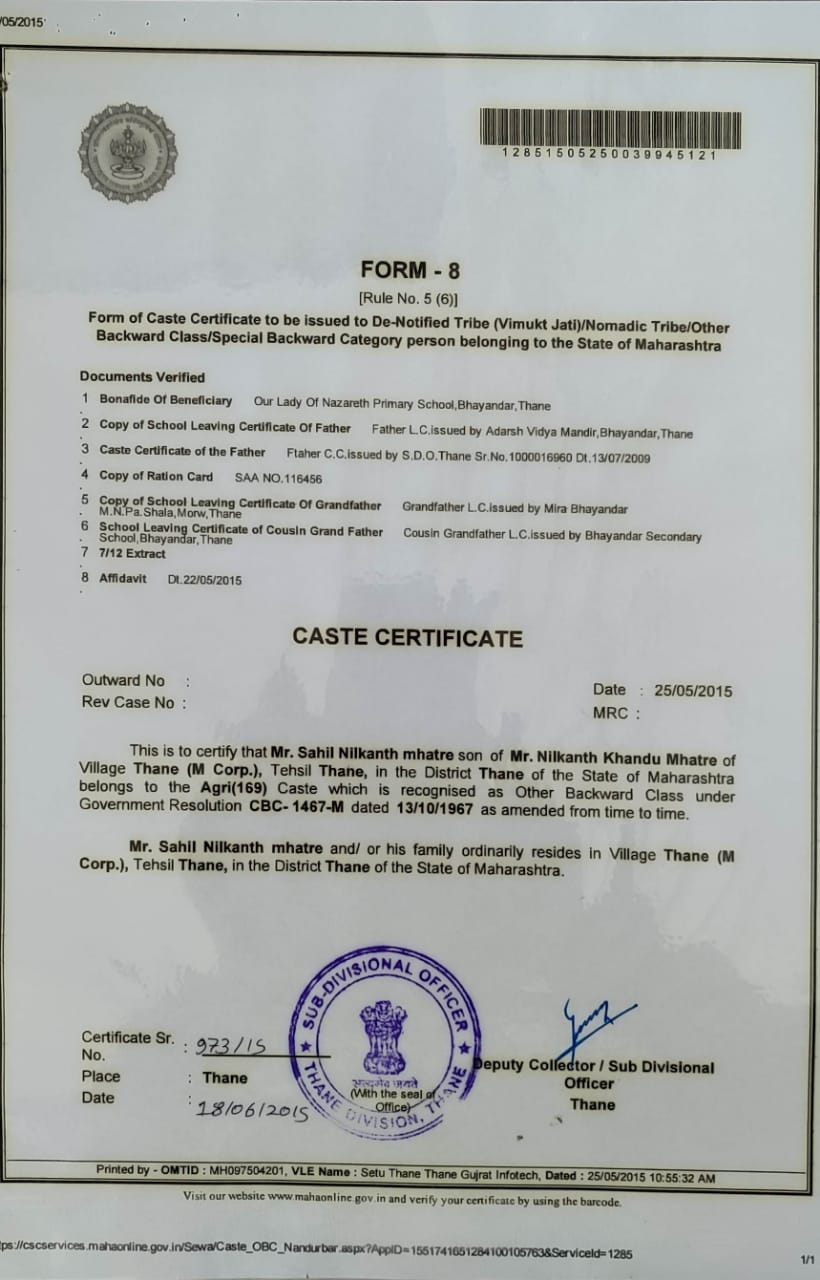 /05/2015
12851505250039945121
FORM - 8
[Rule No. 5 (6)]
Form of Caste Certificate to be issued to De-Notified Tribe (Vimukt Jati)/Nomadic Tribe/Other
Backward Class/Special Backward Category person belonging to the State of Maharashtra
Documents Verified
1 Bonafide Of Beneficiary Our Lady Of Nazareth Primary School,Bhayandar,Thane
.
2 Copy of School Leaving Certificate Of Father Father L.C.issued by Adarsh Vidya Mandir,Bhayandar,Thane
.
3 Caste Certificate of the Father Ftaher C.C.issued by S.D.O.Thane Sr.No.1000016960 Dt.13/07/2009
.
4 Copy of Ration Card SAA NO.116456
.
5 Copy of School Leaving Certificate Of Grandfather Grandfather L.C.issued by Mira Bhayandar
. M.N.Pa.Shala,Morw,Thane
6 School Leaving Certificate of Cousin Grand Father Cousin Grandfather L.C.issued by Bhayandar Secondary
. School,Bhayandar,Thane
7 7/12 Extract
.
8 Affidavit Dt.22/05/2015
.
CASTE CERTIFICATE
Outward No :
Rev Case No :
Date : 25/05/2015
MRC :
This is to certify that Mr. Sahil Nilkanth mhatre son of Mr. Nilkanth Khandu Mhatre of
Village Thane (M Corp.), Tehsil Thane, in the District Thane of the State of Maharashtra
belongs to the Agri(169) Caste which is recognised as Other Backward Class under
Government Resolution CBC- 1467-M dated 13/10/1967 as amended from time to time.
Mr. Sahil Nilkanth mhatre and/ or his family ordinarily resides in Village Thane (M
Corp.), Tehsil Thane, in the District Thane of the State of Maharashtra.
Certificate Sr. : 973/15
No.
Place : Thane
Date : 18/06/2015
SUB-DIVISIONAL OFFICER
सत्यमेव जयते
(With the seal of
Office)
THANE DIVISION, THANE
Deputy Collector / Sub Divisional
Officer
Thane
Printed by - OMTID : MH097504201, VLE Name : Setu Thane Thane Gujrat Infotech, Dated : 25/05/2015 10:55:32 AM
Visit our website www.mahaonline.gov.in and verify your certificate by using the barcode.
tps://cscservices.mahaonline.gov.in/Sewa/Caste_OBC_Nandurbar.aspx?AppID=15517416512841001057​63&ServiceId=1285
1/1